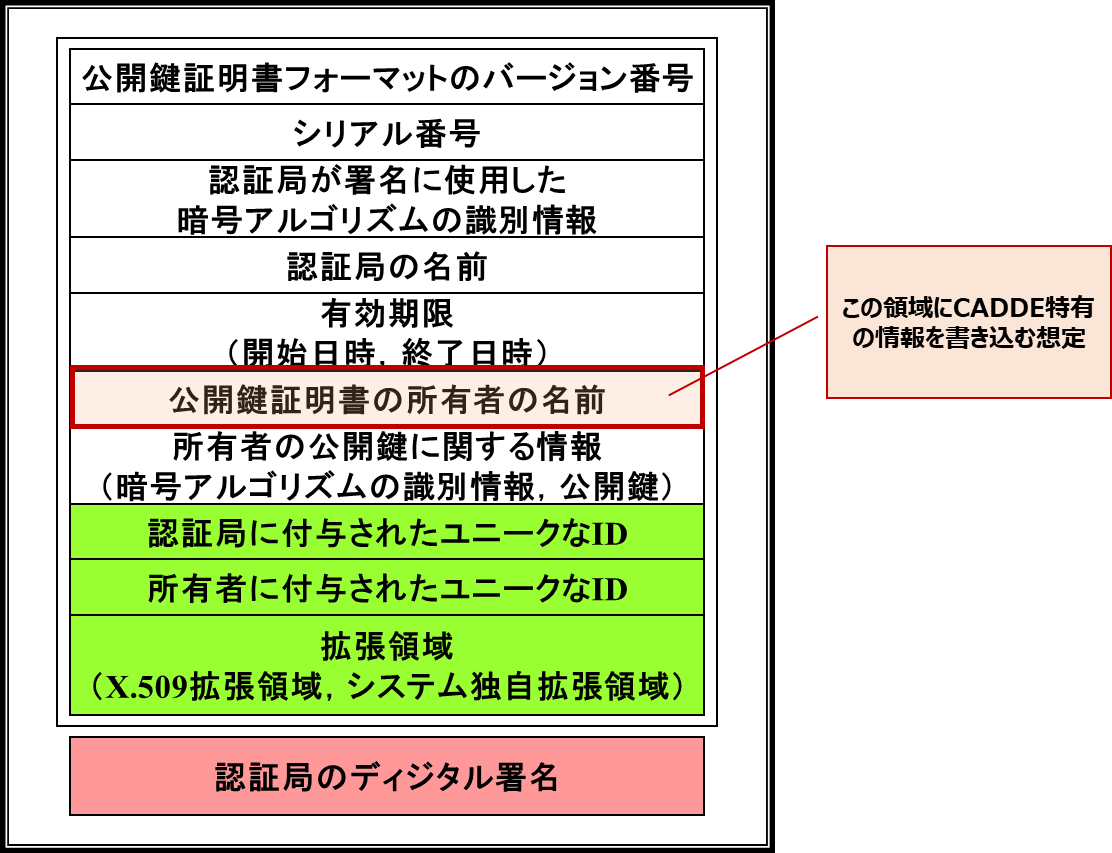 公開鍵証明書フォーマットのバージョン番号
シリアル番号
認証局が署名に使用した
暗号アルゴリズムの識別情報
認証局の名前
有効期限
（開始日時，終了日時）
公開鍵証明書の所有者の名前
所有者の公開鍵に関する情報
（暗号アルゴリズムの識別情報，公開鍵）
認証局に付与されたユニークなID
所有者に付与されたユニークなID
拡張領域
（X.509拡張領域，システム独自拡張領域）
認証局のディジタル署名
この領域にCADDE特有
の情報を書き込む想定